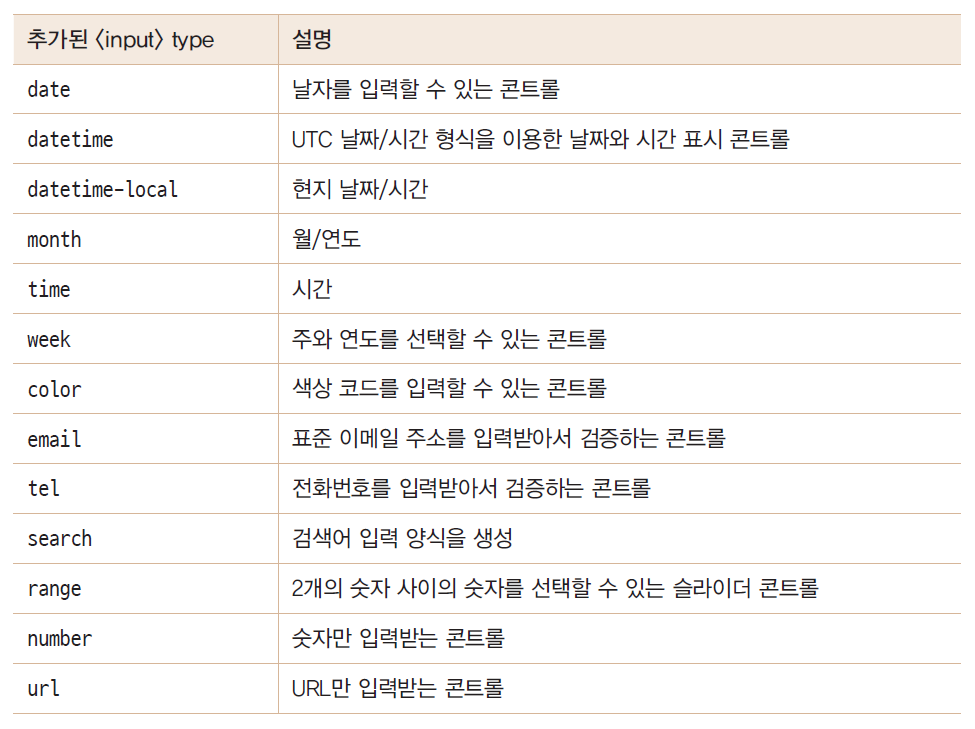 추가된 〈input〉 type 설명
date 날자를 입력할 수 있는 콘트롤
datetime UTC 날짜/시간 형식을 이용한 날짜와 시간 표시 콘트롤
datetime-local 현지 날짜/시간
month 월/연도
time 시간
week 주와 연도를 선택할 수 있는 콘트롤
color 색상 코드를 입력할 수 있는 콘트롤
email 표준 이메일 주소를 입력받아서 검증하는 콘트롤
tel 전화번호를 입력받아서 검증하는 콘트롤
search 검색어 입력 양식을 생성
range 2개의 숫자 사이의 숫자를 선택할 수 있는 슬라이더 콘트롤
number 숫자만 입력받는 콘트롤
url URL만 입력받는 콘트롤